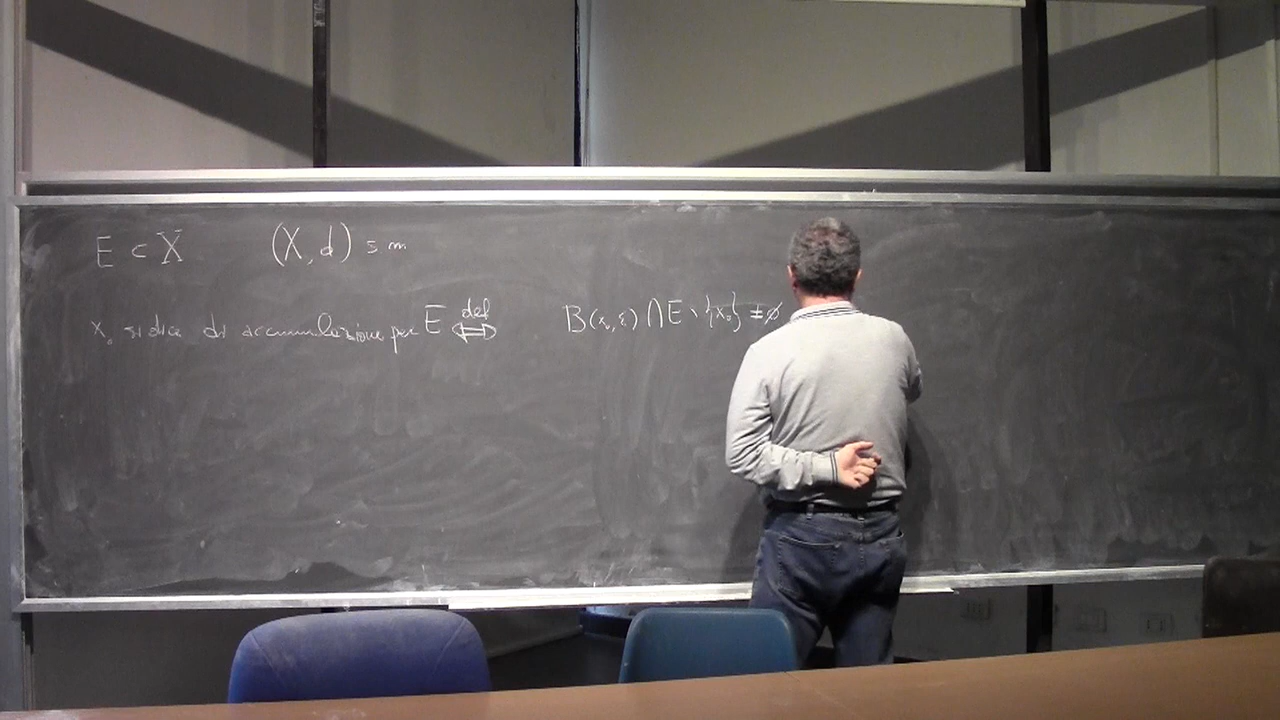 E ⊂ X (X, d) s m
x₀ si dice di accumulazione per E def ⟺ B(x₀, ε) ∩ E \ {x₀} ≠ ∅